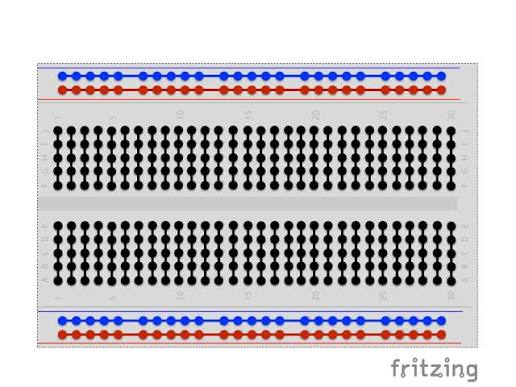 1 5 10 15 20 25 30
J J
I I
H H
G G
F F
E E
D D
C C
B B
A A
1 5 10 15 20 25 30
fritzing